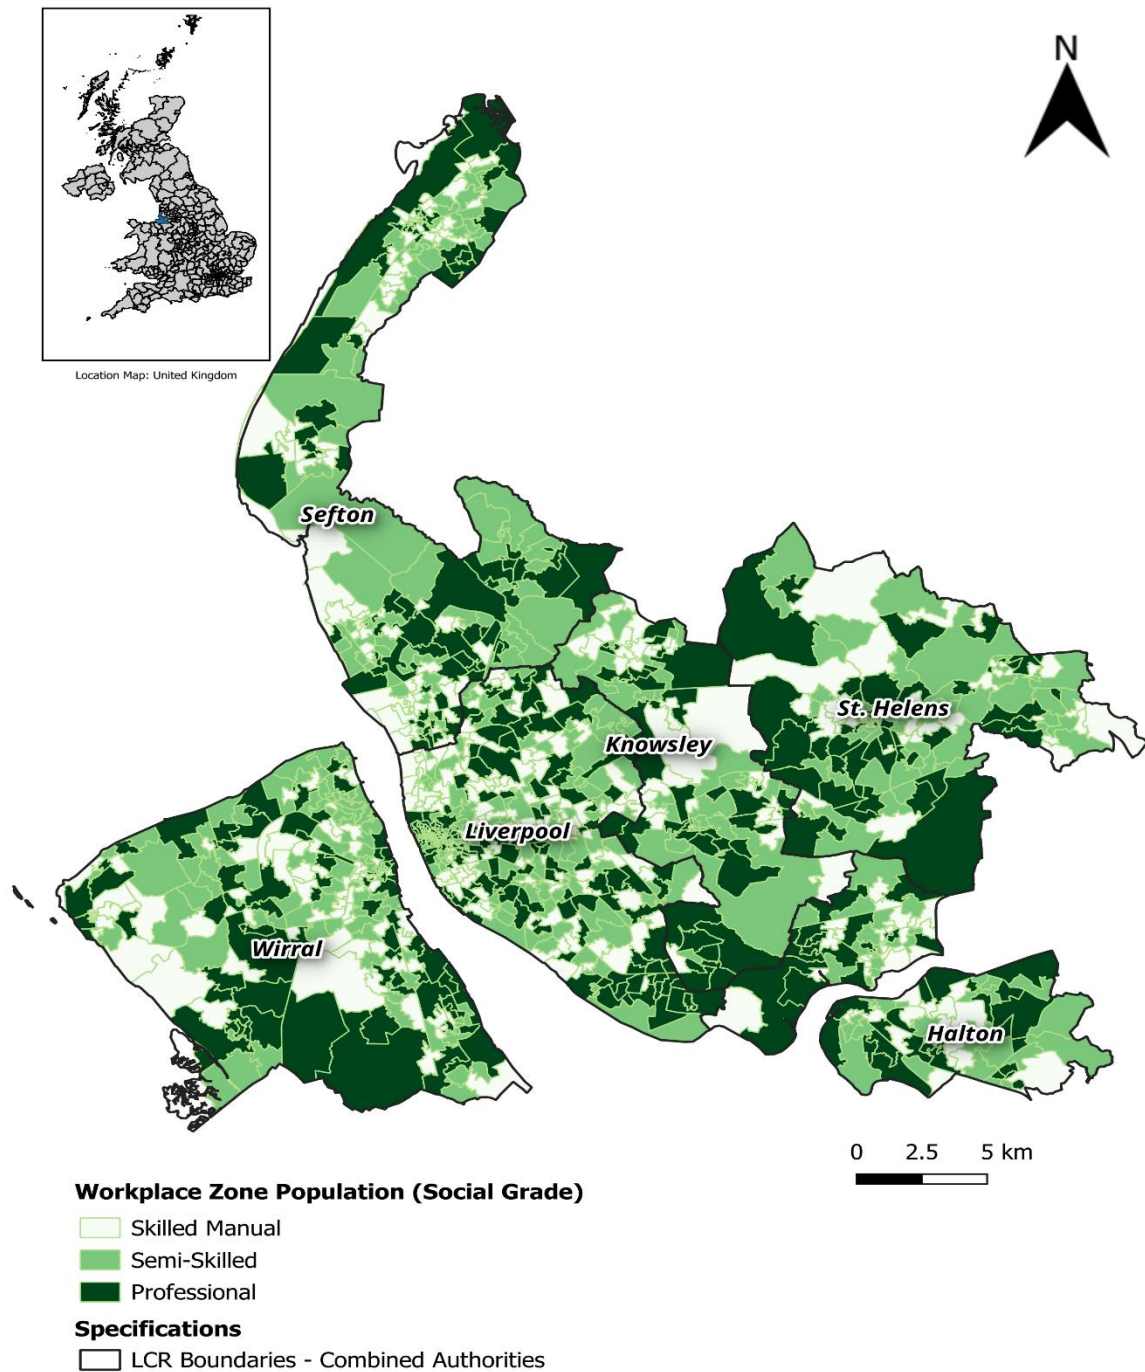 N
Location Map: United Kingdom
Sefton
St. Helens
Knowsley
Liverpool
Wirral
Halton
0 2.5 5 km
Workplace Zone Population (Social Grade)
Skilled Manual
Semi-Skilled
Professional
Specifications
LCR Boundaries - Combined Authorities